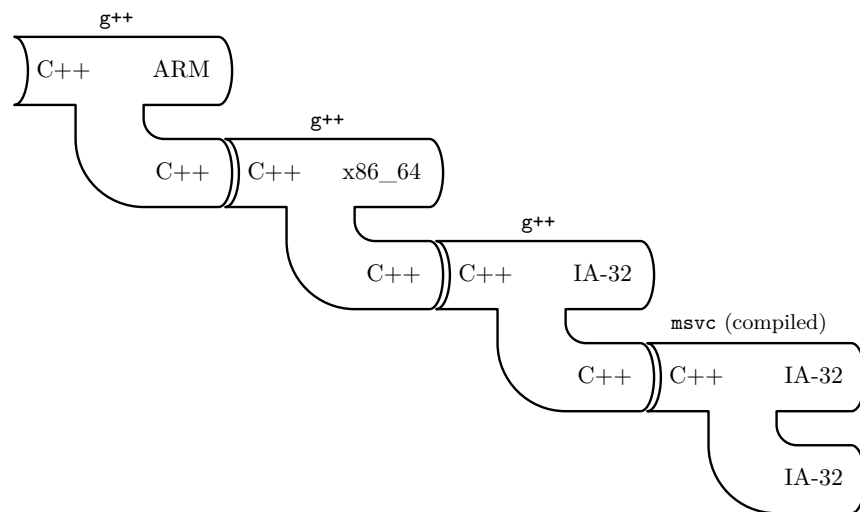 g++
C++ ARM
g++
C++ C++ x86_64
g++
C++ C++ IA-32
msvc (compiled)
C++ C++ IA-32
IA-32